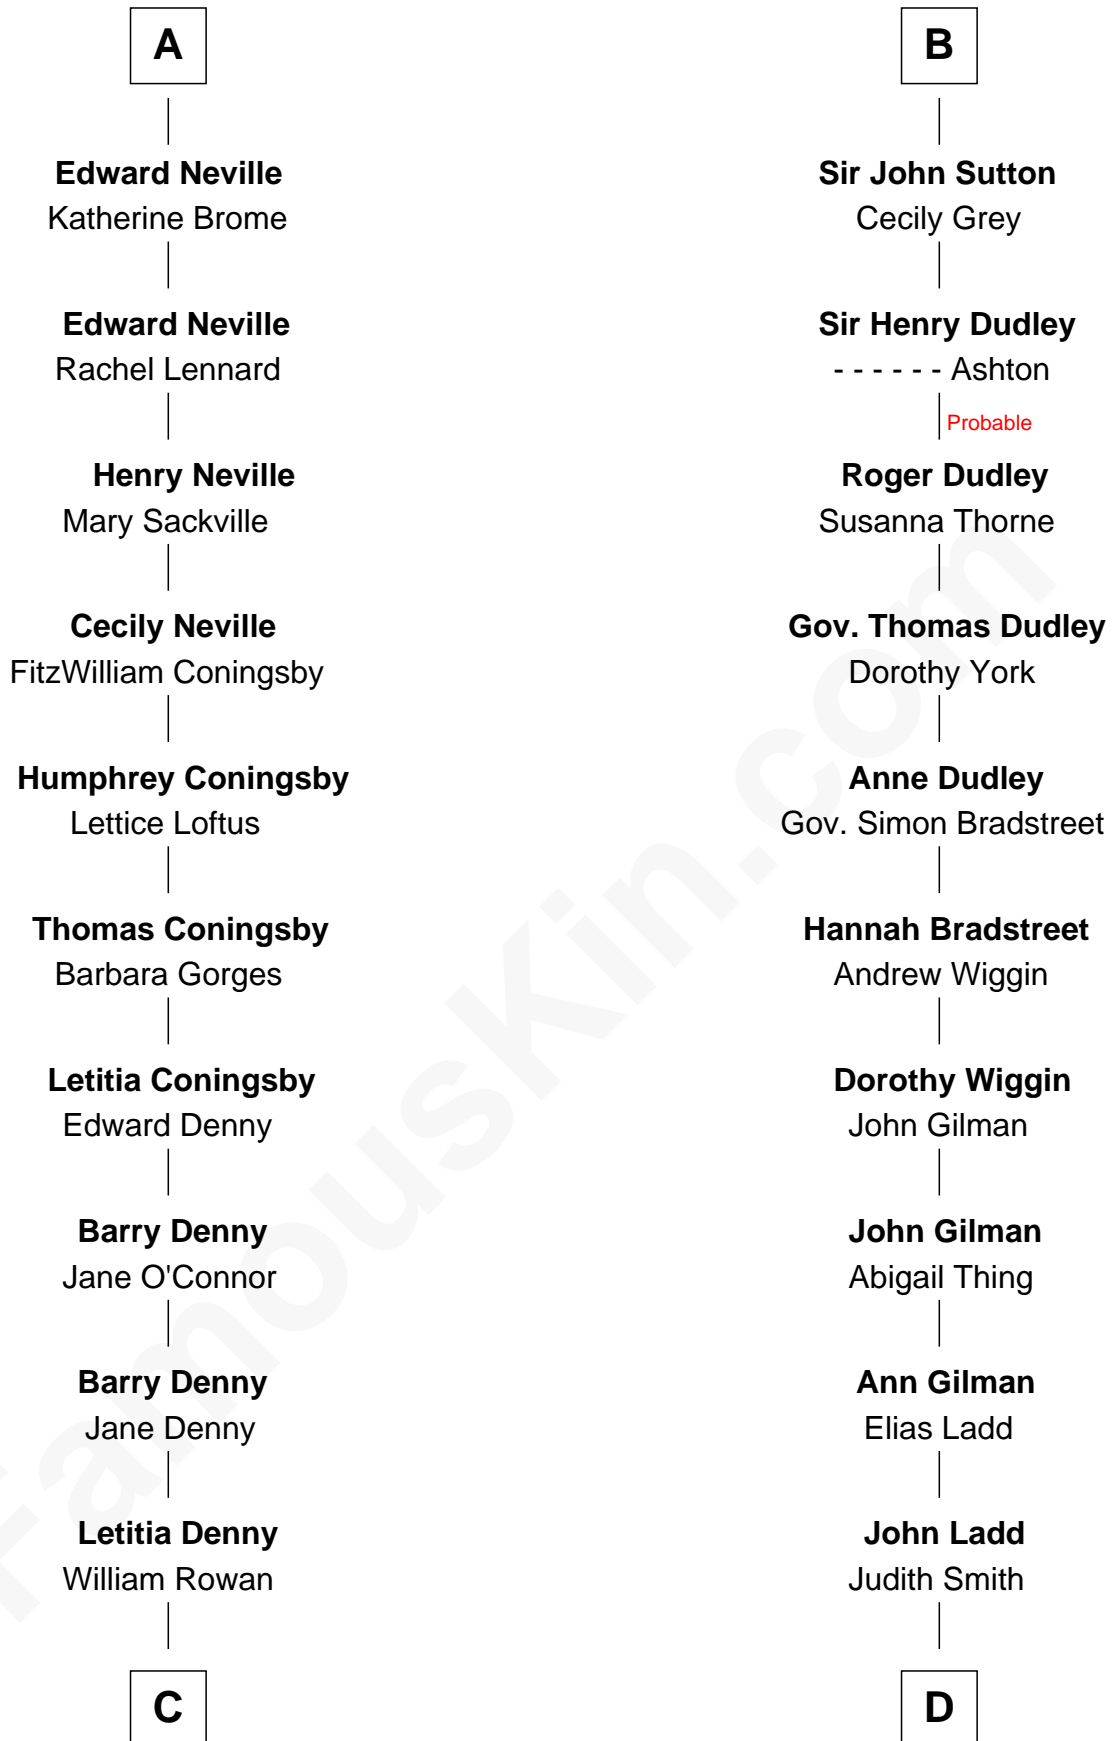 A
Edward Neville
Katherine Brome
Edward Neville
Rachel Lennard
Henry Neville
Mary Sackville
Cecily Neville
FitzWilliam Coningsby
Humphrey Coningsby
Lettice Loftus
Thomas Coningsby
Barbara Gorges
Letitia Coningsby
Edward Denny
Barry Denny
Jane O'Connor
Barry Denny
Jane Denny
Letitia Denny
William Rowan
C
B
Sir John Sutton
Cecily Grey
Sir Henry Dudley
- - - - - - Ashton
Probable
Roger Dudley
Susanna Thorne
Gov. Thomas Dudley
Dorothy York
Anne Dudley
Gov. Simon Bradstreet
Hannah Bradstreet
Andrew Wiggin
Dorothy Wiggin
John Gilman
John Gilman
Abigail Thing
Ann Gilman
Elias Ladd
John Ladd
Judith Smith
D
FamousKin.com